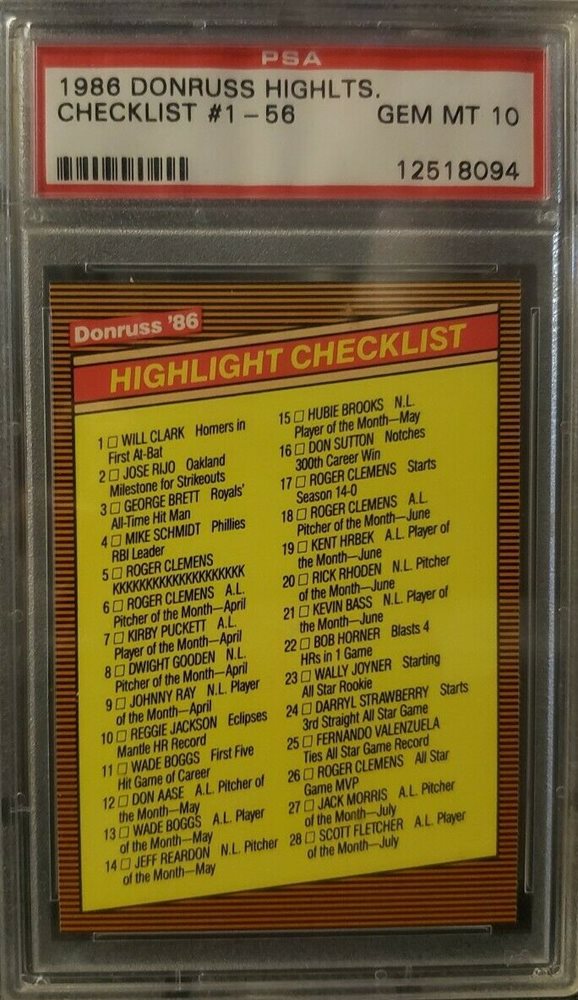 PSA
1986 DONRUSS HIGHLTS.
CHECKLIST #1-56 GEM MT 10
12518094
Donruss '86
HIGHLIGHT CHECKLIST
1 □ WILL CLARK Homers in
First At-Bat
2 □ JOSE RIJO Oakland
Milestone for Strikeouts
3 □ GEORGE BRETT Royals'
All-Time Hit Man
4 □ MIKE SCHMIDT Phillies
RBI Leader
5 □ ROGER CLEMENS
KKKKKKKKKKKKKKKKKKKK
6 □ ROGER CLEMENS A.L.
Pitcher of the Month—April
7 □ KIRBY PUCKETT A.L.
Player of the Month—April
8 □ DWIGHT GOODEN N.L.
Pitcher of the Month—April
9 □ JOHNNY RAY N.L. Player
of the Month—April
10 □ REGGIE JACKSON Eclipses
Mantle HR Record
11 □ WADE BOGGS First Five
Hit Game of Career
12 □ DON AASE A.L. Pitcher of
the Month—May
13 □ WADE BOGGS A.L. Player
of the Month—May
14 □ JEFF REARDON N.L. Pitcher
of the Month—May
15 □ HUBIE BROOKS N.L.
Player of the Month—May
16 □ DON SUTTON Notches
300th Career Win
17 □ ROGER CLEMENS Starts
Season 14-0
18 □ ROGER CLEMENS A.L.
Pitcher of the Month—June
19 □ KENT HRBEK A.L. Player of
the Month—June
20 □ RICK RHODEN N.L. Pitcher
of the Month—June
21 □ KEVIN BASS N.L. Player of
the Month—June
22 □ BOB HORNER Blasts 4
HRs in 1 Game
23 □ WALLY JOYNER Starting
All Star Rookie
24 □ DARRYL STRAWBERRY Starts
3rd Straight All Star Game
25 □ FERNANDO VALENZUELA
Ties All Star Game Record
26 □ ROGER CLEMENS All Star
Game MVP
27 □ JACK MORRIS A.L. Pitcher
of the Month—July
28 □ SCOTT FLETCHER A.L. Player
of the Month—July